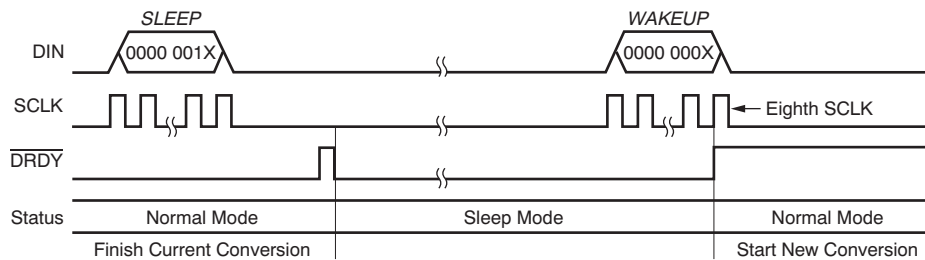 SLEEP WAKEUP
DIN 0000 001X 0000 000X
SCLK Eighth SCLK
DRDY
Status Normal Mode Sleep Mode Normal Mode
Finish Current Conversion Start New Conversion